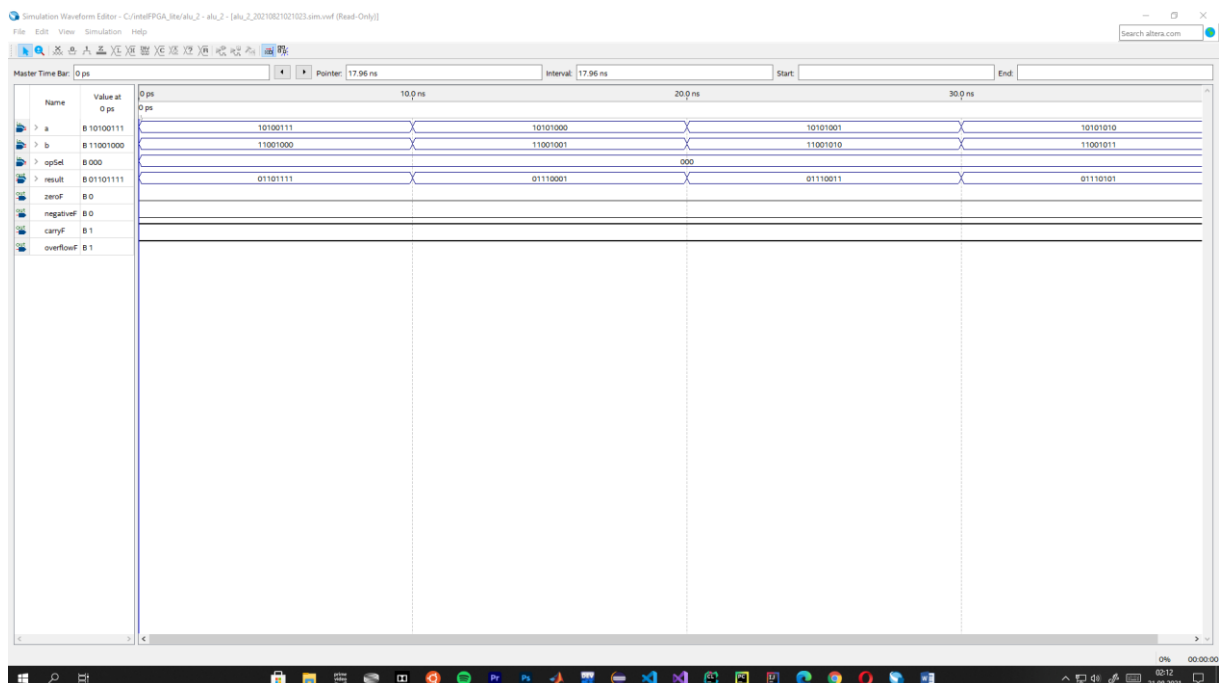 Simulation Waveform Editor - C:/intelFPGA_lite/alu_2 - alu_2 - [alu_2_20210821021023.sim.vwf (Read-Only)]
File Edit View Simulation Help
Search altera.com
Master Time Bar: 0 ps Pointer: 17.96 ns Interval: 17.96 ns Start: End:
Name Value at 0 ps
0 ps 10.0 ns 20.0 ns 30.0 ns
0 ps
a B 10100111 10100111 10101000 10101001 10101010
b B 11001000 11001000 11001001 11001010 11001011
opSel B 000 000
result B 01101111 01101111 01110001 01110011 01110101
zeroF B 0
negativeF B 0
carryF B 1
overflowF B 1
0% 00:00:00
02:12